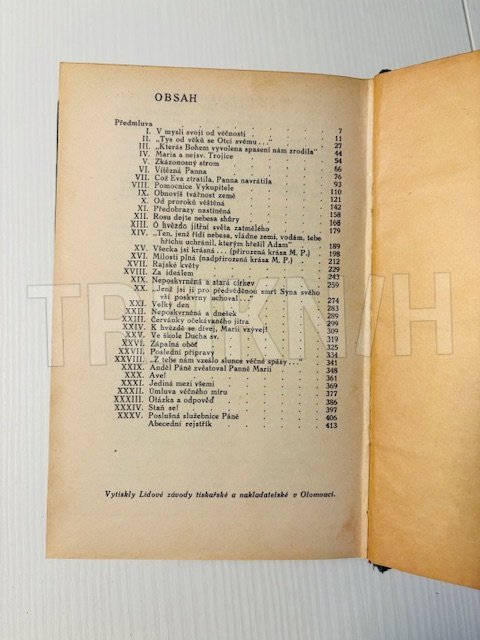 OBSAH
Předmluva
I. V mysli svojí od věčnosti 7
II. „Tys od věků se Otci svému...“ 11
III. „Kterás Bohem vyvolena spasení nám zrodila“ 27
IV. Maria a nejsv. Trojice 44
V. Zkázonosný strom 54
VI. Vítězná Panna 66
VII. Což Eva ztratila, Panna navrátila 76
VIII. Pomocnice Vykupitele 93
IX. Obnovíš tvářnost země 110
X. Od proroků věštěná 121
XI. Předobrazy nastíněná 142
XII. Rosu dejte nebesa shůry 158
XIII. O hvězdo jitřní světa zatmělého 168
XIV. „Ten, jenž řídí nebesa, vládne zemi, vodám, tebe 179
hříchu uchránil, kterým hřešil Adam“
XV. Všecka jsi krásná... (přirozená krása M. P.) 189
XVI. Milosti plná (nadpřirozená krása M. P.) 198
XVII. Rajské květy 212
XVIII. Za ideálem 229
XIX. Neposkvrněná a stará církev 243
XX. „Jenž jsi ji pro předvěděnou smrt Syna svého 259
vší poskvrny uchoval...“
XXI. Velký den 274
XXII. Neposkvrněná a dnešek 283
XXIII. Červánky očekávaného jitra 289
XXIV. K hvězdě se dívej, Marii vzývej! 299
XXV. Ve škole Ducha sv. 309
XXVI. Zápalná oběť 319
XXVII. Poslední přípravy 325
XXVIII. „Z tebe nám vzešlo slunce věčné spásy...“ 334
XXIX. Anděl Páně zvěstoval Panně Marii 341
XXX. Ave! 361
XXXI. Jediná mezi všemi 369
XXXII. Omluva věčného míru 377
XXXIII. Otázka a odpověď 386
XXXIV. Staň se! 397
XXXV. Poslušná služebnice Páně 406
Abecední rejstřík 413
Vytiskly Lidové závody tiskařské a nakladatelské v Olomouci.